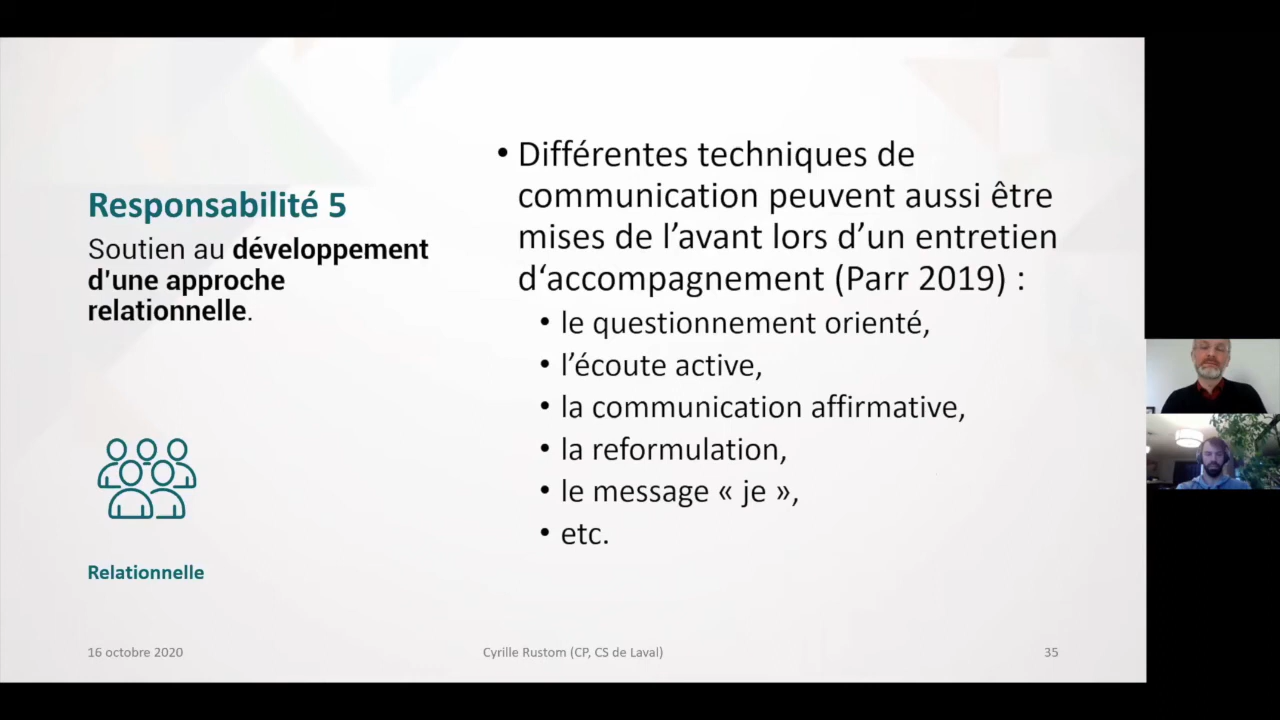 Responsabilité 5
Soutien au développement
d'une approche
relationnelle.
Relationnelle
• Différentes techniques de
communication peuvent aussi être
mises de l’avant lors d’un entretien
d‘accompagnement (Parr 2019) :
• le questionnement orienté,
• l’écoute active,
• la communication affirmative,
• la reformulation,
• le message « je »,
• etc.
16 octobre 2020
Cyrille Rustom (CP, CS de Laval)
35